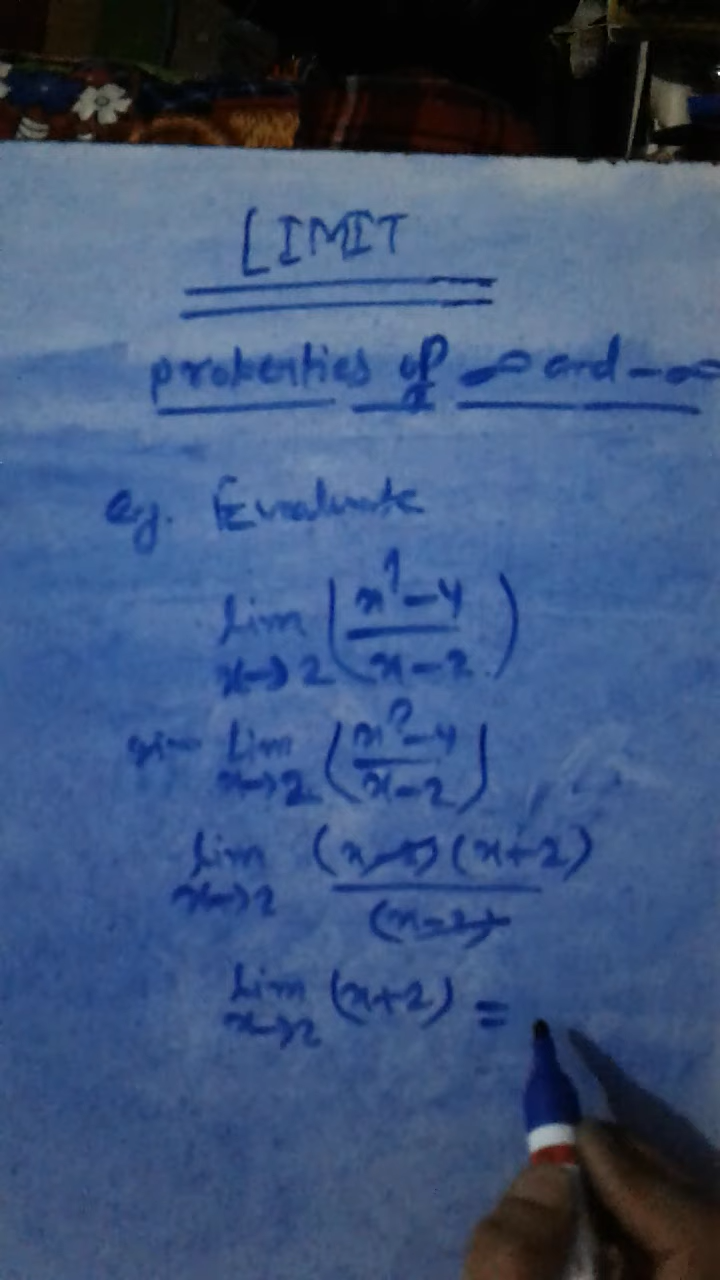 LIMIT
properties of ∞ and -∞
eg. Evaluate
lim x→2 (x²-4 / x-2)
lim x→2 (x²-4 / x-2)
lim x→2 (x-2)(x+2) / (x-2)
lim x→2 (x+2) =